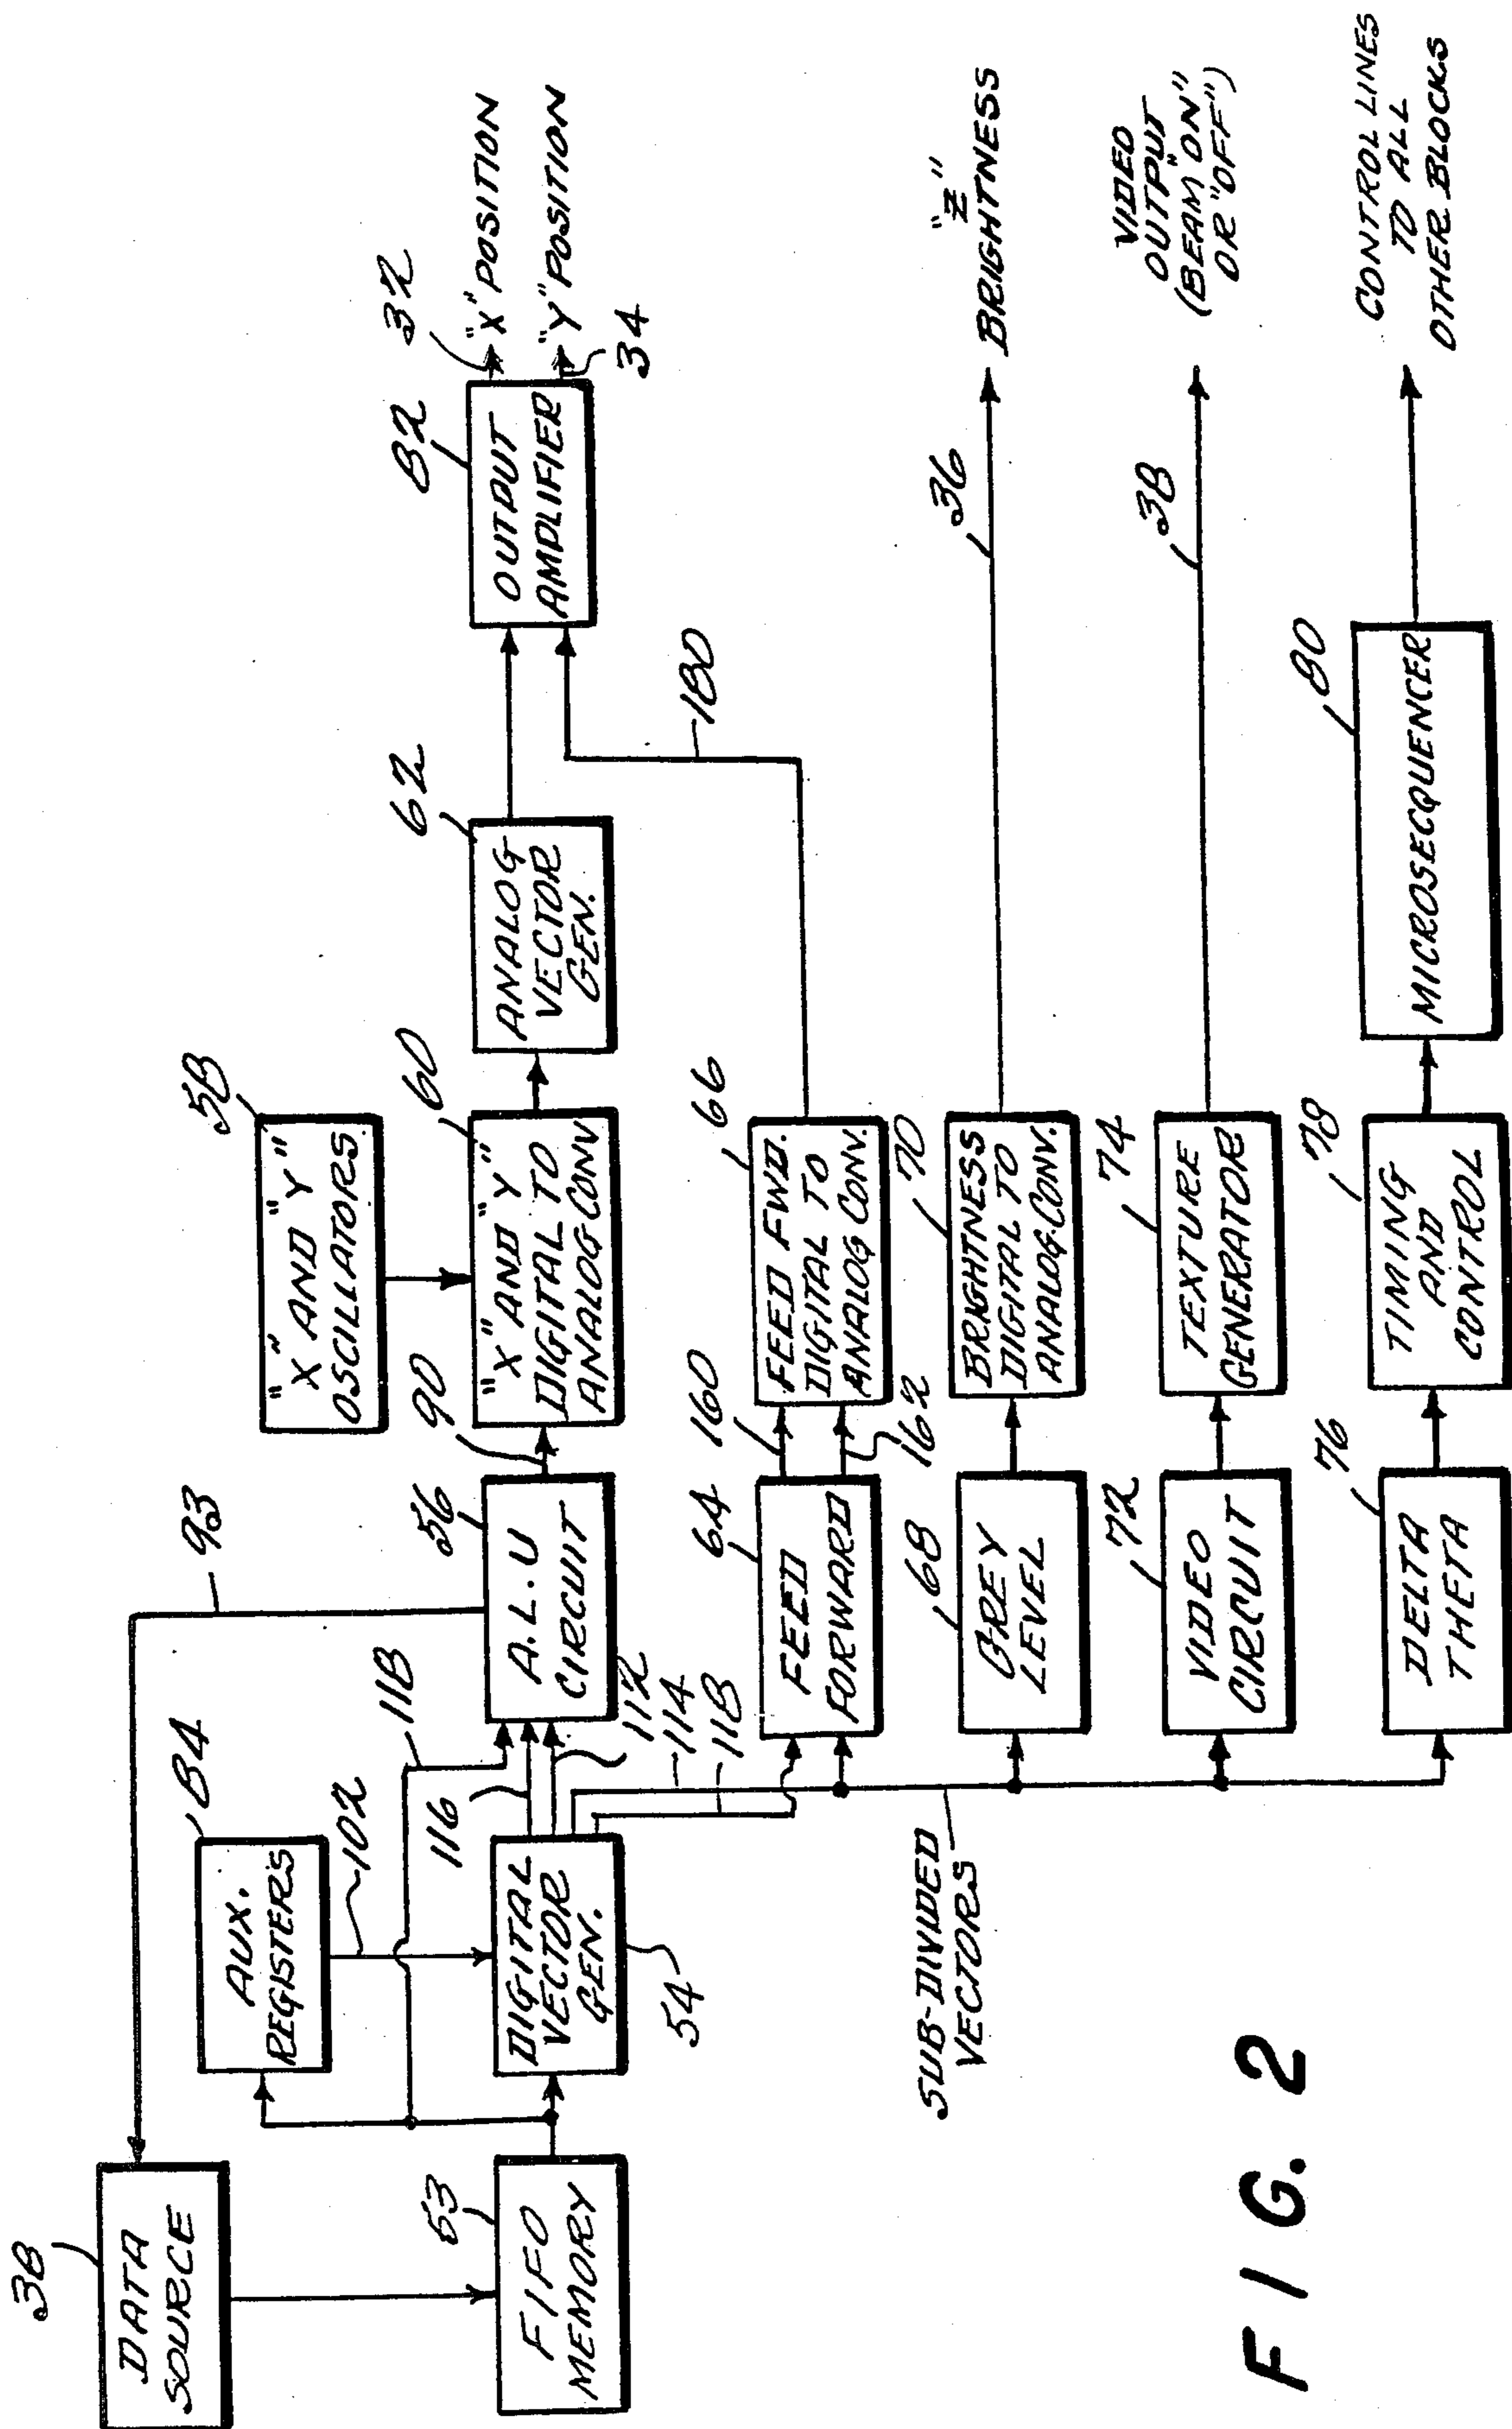 38
DATA
SOURCE
53
FIFO
MEMORY
84
AUX.
REGISTERS
102
118
93
DIGITAL
VECTOR
GEN.
54
116
112
114
118
56
A.L.U
CIRCUIT
90
58
"X" AND "Y"
OSCILLATORS
60
"X" AND "Y"
DIGITAL TO
ANALOG CONV
62
ANALOG
VECTOR
GEN.
82
OUTPUT
AMPLIFIER
32
"X" POSITION
"Y" POSITION
34
180
64
FEED
FORWARD
160
162
66
FEED FWD.
DIGITAL TO
ANALOG CONV.
SUB-DIVIDED
VECTORS
68
GREY
LEVEL
70
BRIGHTNESS
DIGITAL TO
ANALOG-CONV.
36
"Z"
BRIGHTNESS
72
VIDEO
CIRCUIT
74
TEXTURE
GENERATOR
38
VIDEO
OUTPUT
(BEAM "ON"
OR "OFF")
76
DELTA
THETA
78
TIMING
AND
CONTROL
80
MICROSECQUENCER
CONTROL LINES
TO ALL
OTHER BLOCKS
FIG. 2